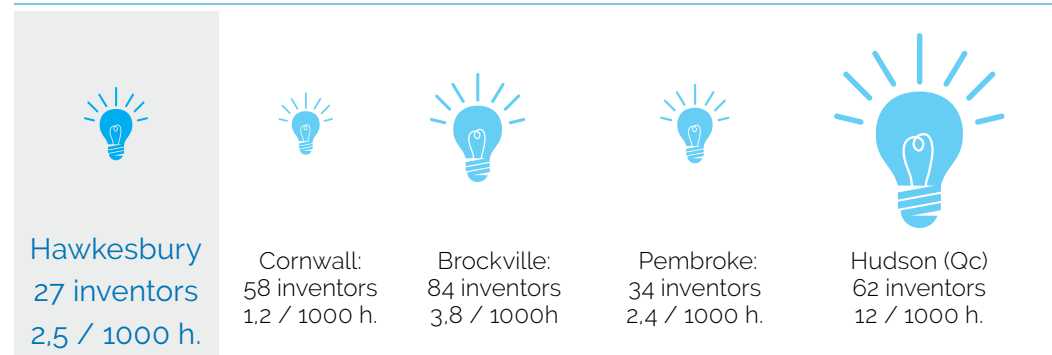 Hawkesbury
27 inventors
2,5 / 1000 h.
Cornwall:
58 inventors
1,2 / 1000 h.
Brockville:
84 inventors
3,8 / 1000h
Pembroke:
34 inventors
2,4 / 1000 h.
Hudson (Qc)
62 inventors
12 / 1000 h.